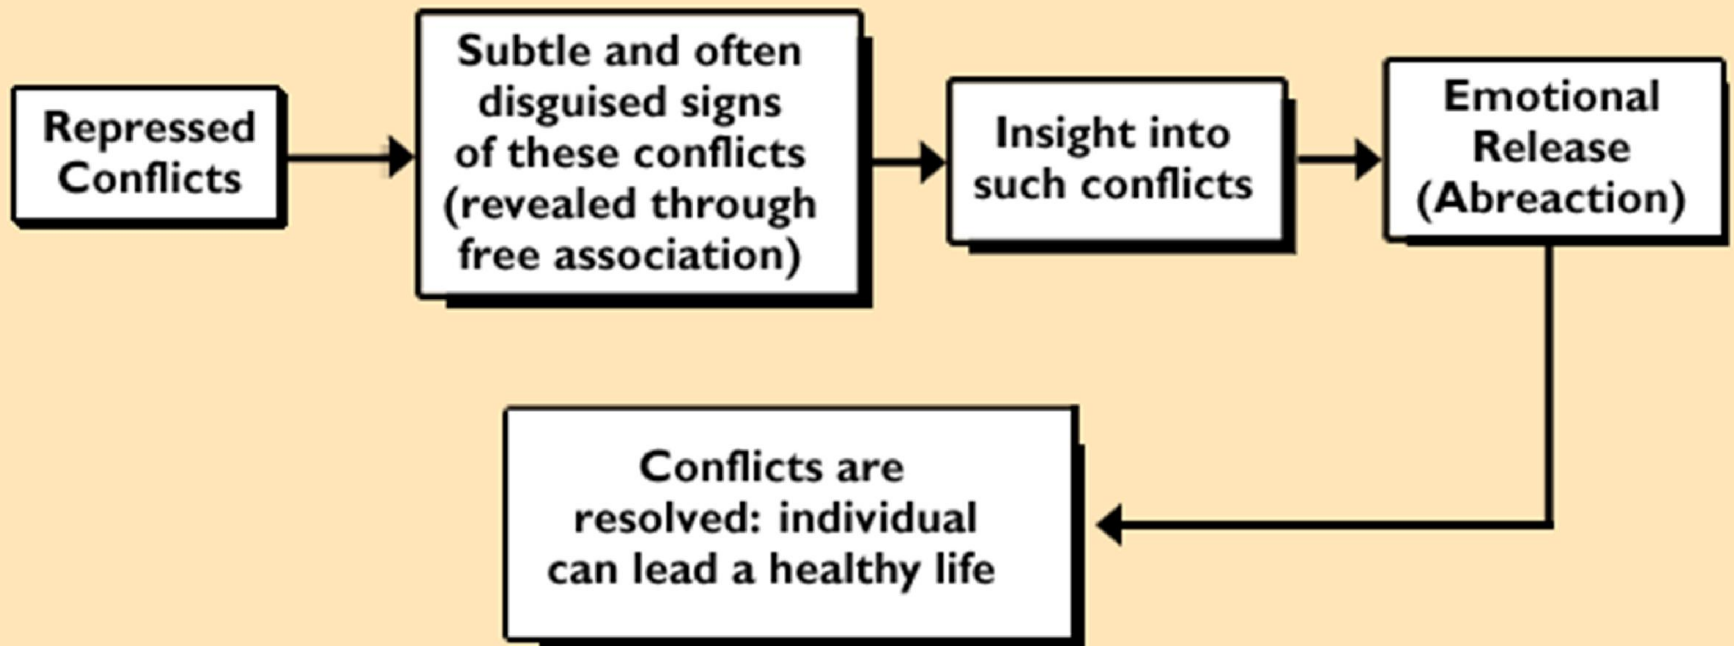 Repressed
Conflicts
Subtle and often
disguised signs
of these conflicts
(revealed through
free association)
Insight into
such conflicts
Emotional
Release
(Abreaction)
Conflicts are
resolved: individual
can lead a healthy life